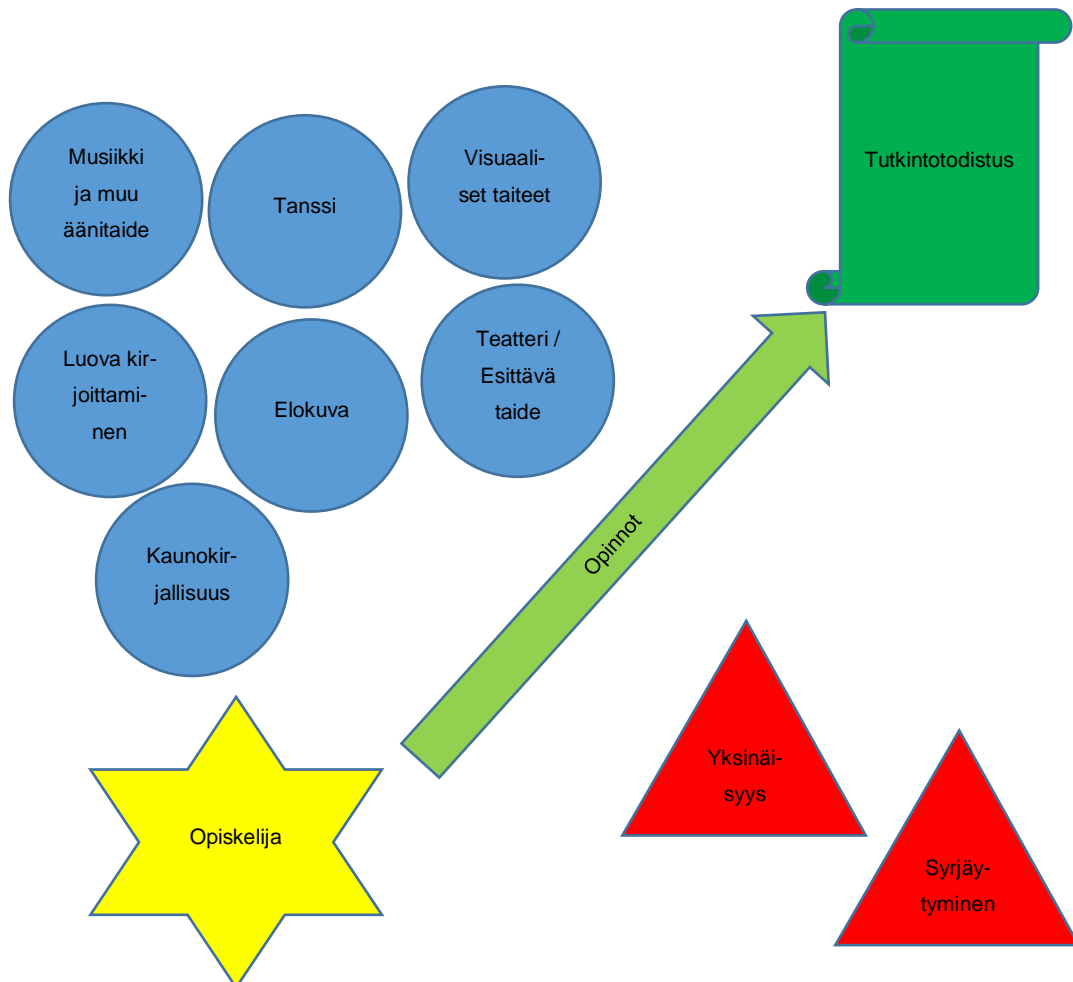 Musiikki
ja muu
äänitaide
Tanssi
Visuaali-
set taiteet
Tutkintotodistus
Luova kir-
joittami-
nen
Elokuva
Teatteri /
Esittävä
taide
Kaunokir-
jallisuus
Opinnot
Opiskelija
Yksinäi-
syys
Syrjäy-
tyminen